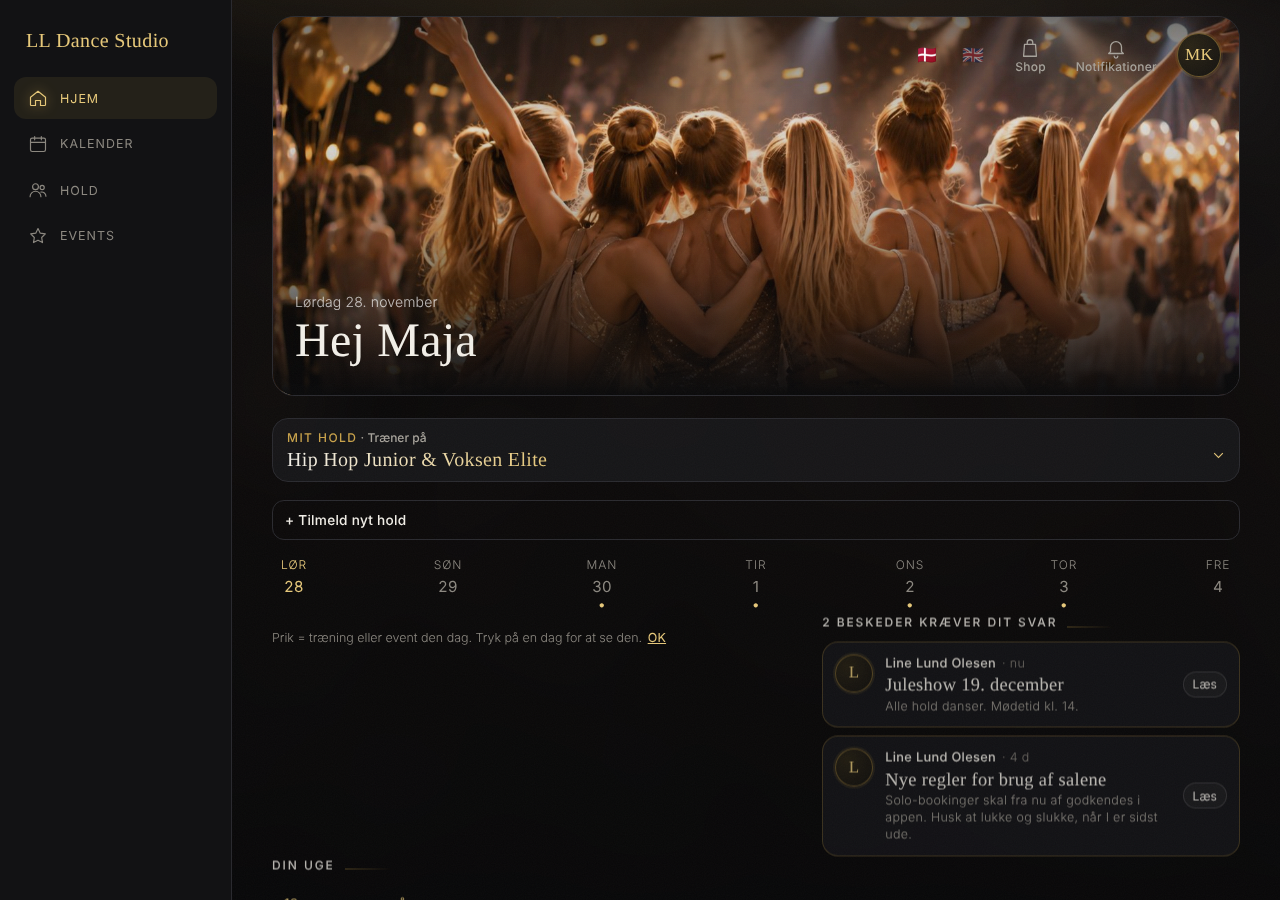 LL Dance Studio
HJEM
KALENDER
HOLD
EVENTS
Shop
Notifikationer
MK
Lørdag 28. november
Hej Maja
MIT HOLD · Træner på
Hip Hop Junior & Voksen Elite
+ Tilmeld nyt hold
LØR SØN MAN TIR ONS TOR FRE
28 29 30 1 2 3 4
Prik = træning eller event den dag. Tryk på en dag for at se den. OK
2 BESKEDER KRÆVER DIT SVAR
L
Line Lund Olesen · nu
Juleshow 19. december
Alle hold danser. Mødetid kl. 14.
Læs
L
Line Lund Olesen · 4 d
Nye regler for brug af salene
Solo-bookinger skal fra nu af godkendes i
appen. Husk at lukke og slukke, når I er sidst
ude.
Læs
DIN UGE